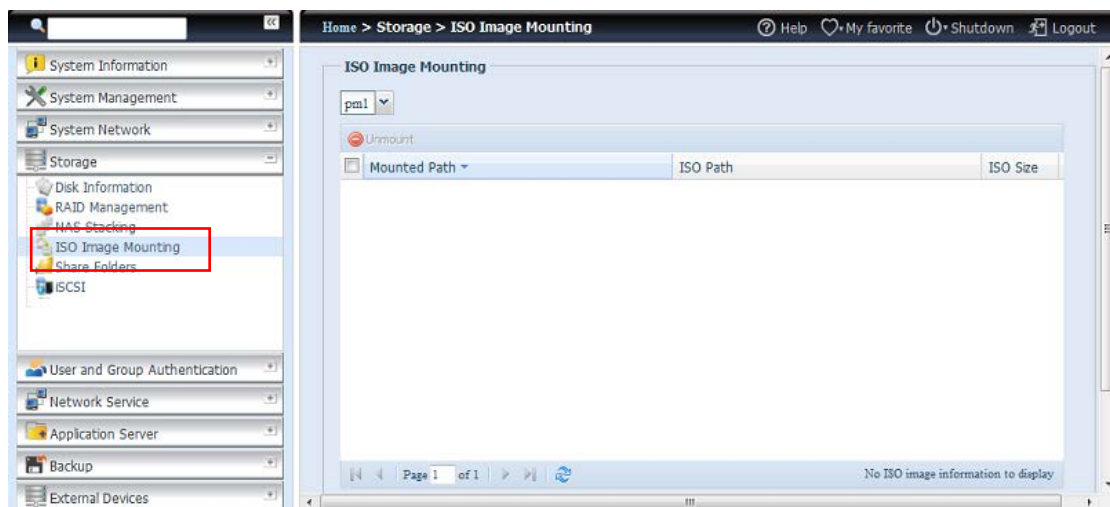 Home > Storage > ISO Image Mounting
Help My favorite Shutdown Logout
System Information
System Management
System Network
Storage
Disk Information
RAID Management
NAS Stacking
ISO Image Mounting
Share Folders
iSCSI
User and Group Authentication
Network Service
Application Server
Backup
External Devices
ISO Image Mounting
pm1
Unmount
Mounted Path ISO Path ISO Size
Page 1 of 1 No ISO image information to display